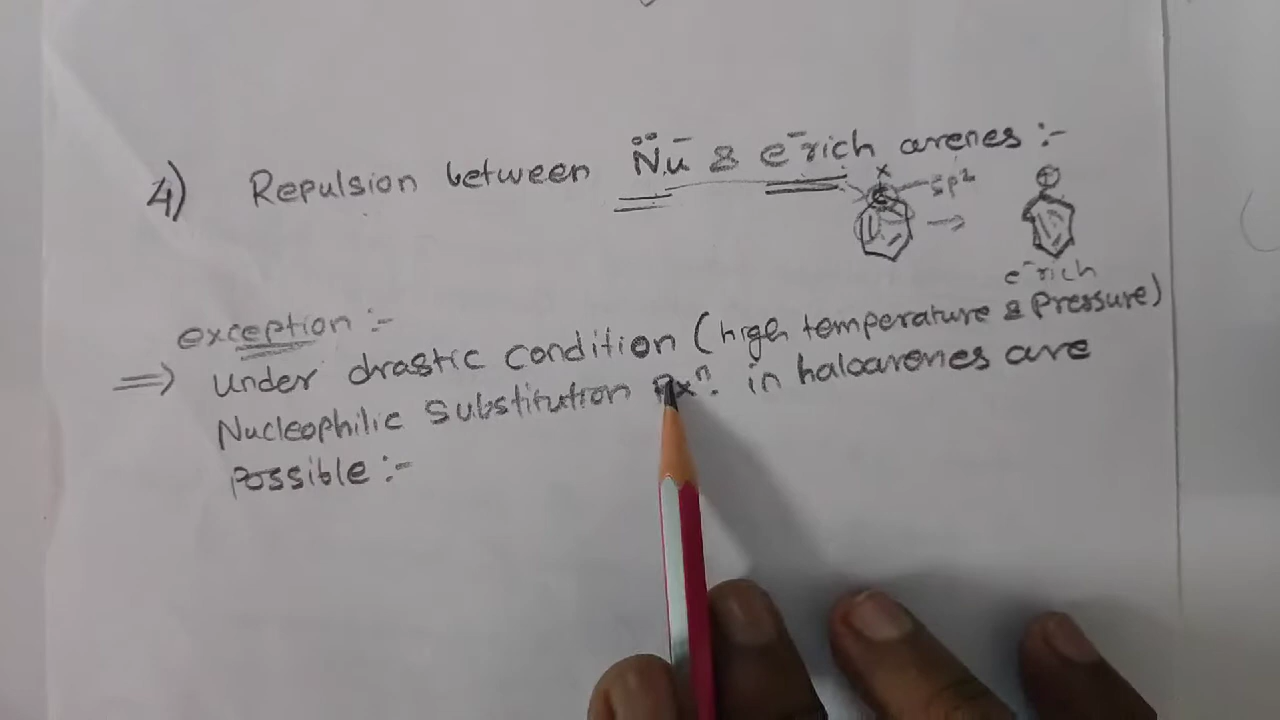 4) Repulsion between N̈ü⁻ & e⁻rich arenes :-
x
sp²
⊕
e⁻rich
exception :-
⇒ Under drastic condition (high temperature & Pressure)
Nucleophilic Substitution Rxⁿ. in haloarenes are
Possible :-